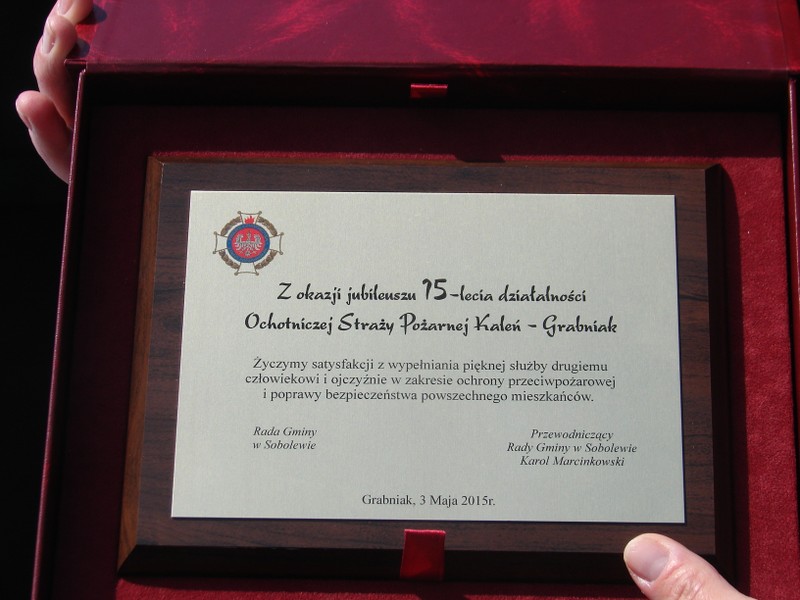 Z okazji jubileuszu 75-lecia działalności
Ochotniczej Straży Pożarnej Kaleń - Grabniak
Życzymy satysfakcji z wypełniania pięknej służby drugiemu
człowiekowi i ojczyźnie w zakresie ochrony przeciwpożarowej
i poprawy bezpieczeństwa powszechnego mieszkańców.
Rada Gminy
w Sobolewie
Przewodniczący
Rady Gminy w Sobolewie
Karol Marcinkowski
Grabniak, 3 Maja 2015r.